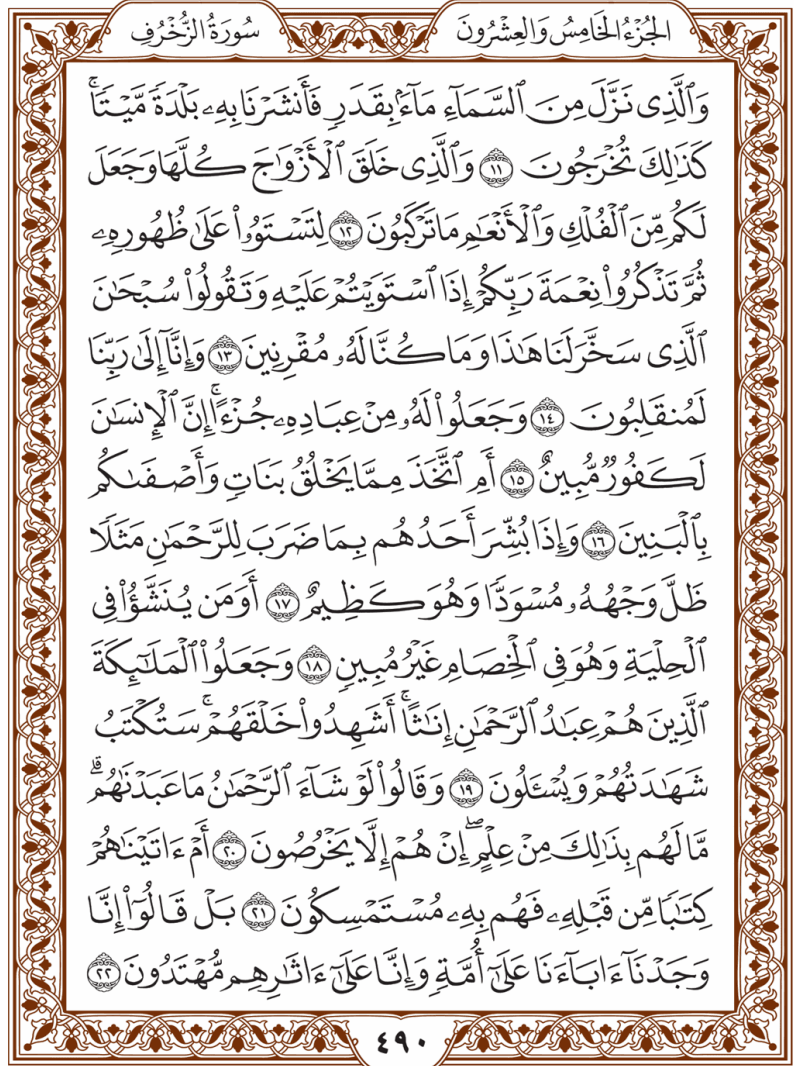 الجُزْءُ الخَامِسُ وَالعِشْرُونَ سُورَةُ الزُّخْرُفِ
وَٱلَّذِى نَزَّلَ مِنَ ٱلسَّمَآءِ مَآءَۢ بِقَدَرٍ فَأَنشَرْنَا بِهِۦ بَلْدَةً مَّيْتًاۚ
كَذَٰلِكَ تُخْرَجُونَ ١١ وَٱلَّذِى خَلَقَ ٱلْأَزْوَٰجَ كُلَّهَا وَجَعَلَ
لَكُم مِّنَ ٱلْفُلْكِ وَٱلْأَنْعَٰمِ مَا تَرْكَبُونَ ١٢ لِتَسْتَوُۥا۟ عَلَىٰ ظُهُورِهِۦ
ثُمَّ تَذْكُرُوا۟ نِعْمَةَ رَبِّكُمْ إِذَا ٱسْتَوَيْتُمْ عَلَيْهِ وَتَقُولُوا۟ سُبْحَٰنَ
ٱلَّذِى سَخَّرَ لَنَا هَٰذَا وَمَا كُنَّا لَهُۥ مُقْرِنِينَ ١٣ وَإِنَّآ إِلَىٰ رَبِّنَا
لَمُنقَلِبُونَ ١٤ وَجَعَلُوا۟ لَهُۥ مِنْ عِبَادِهِۦ جُزْءًاۚ إِنَّ ٱلْإِنسَٰنَ
لَكَفُورٌ مُّبِينٌ ١٥ أَمِ ٱتَّخَذَ مِمَّا يَخْلُقُ بَنَاتٍ وَأَصْفَىٰكُم
بِٱلْبَنِينَ ١٦ وَإِذَا بُشِّرَ أَحَدُهُم بِمَا ضَرَبَ لِلرَّحْمَٰنِ مَثَلًا
ظَلَّ وَجْهُهُۥ مُسْوَدًّا وَهُوَ كَظِيمٌ ١٧ أَوَمَن يُنَشَّؤُا۟ فِى
ٱلْحِلْيَةِ وَهُوَ فِى ٱلْخِصَامِ غَيْرُ مُبِينٍ ١٨ وَجَعَلُوا۟ ٱلْمَلَٰٓئِكَةَ
ٱلَّذِينَ هُمْ عِبَٰدُ ٱلرَّحْمَٰنِ إِنَٰثًاۚ أَشَهِدُوا۟ خَلْقَهُمْۚ سَتُكْتَبُ
شَهَٰدَتُهُمْ وَيُسْـَٔلُونَ ١٩ وَقَالُوا۟ لَوْ شَآءَ ٱلرَّحْمَٰنُ مَا عَبَدْنَٰهُمۗ
مَّا لَهُم بِذَٰلِكَ مِنْ عِلْمٍۖ إِنْ هُمْ إِلَّا يَخْرُصُونَ ٢٠ أَمْ ءَاتَيْنَٰهُمْ
كِتَٰبًا مِّن قَبْلِهِۦ فَهُم بِهِۦ مُسْتَمْسِكُونَ ٢١ بَلْ قَالُوٓا۟ إِنَّا
وَجَدْنَآ ءَابَآءَنَا عَلَىٰٓ أُمَّةٍ وَإِنَّا عَلَىٰٓ ءَاثَٰرِهِم مُّهْتَدُونَ ٢٢
٤٩٠